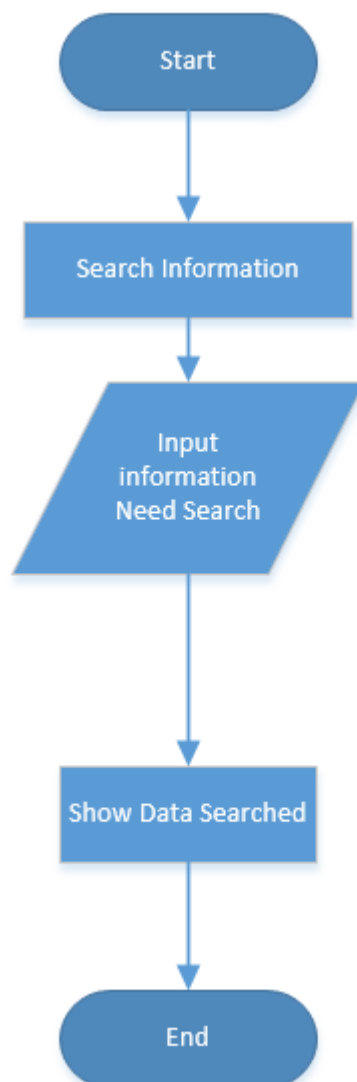 Start
Search Information
Input
information
Need Search
Show Data Searched
End